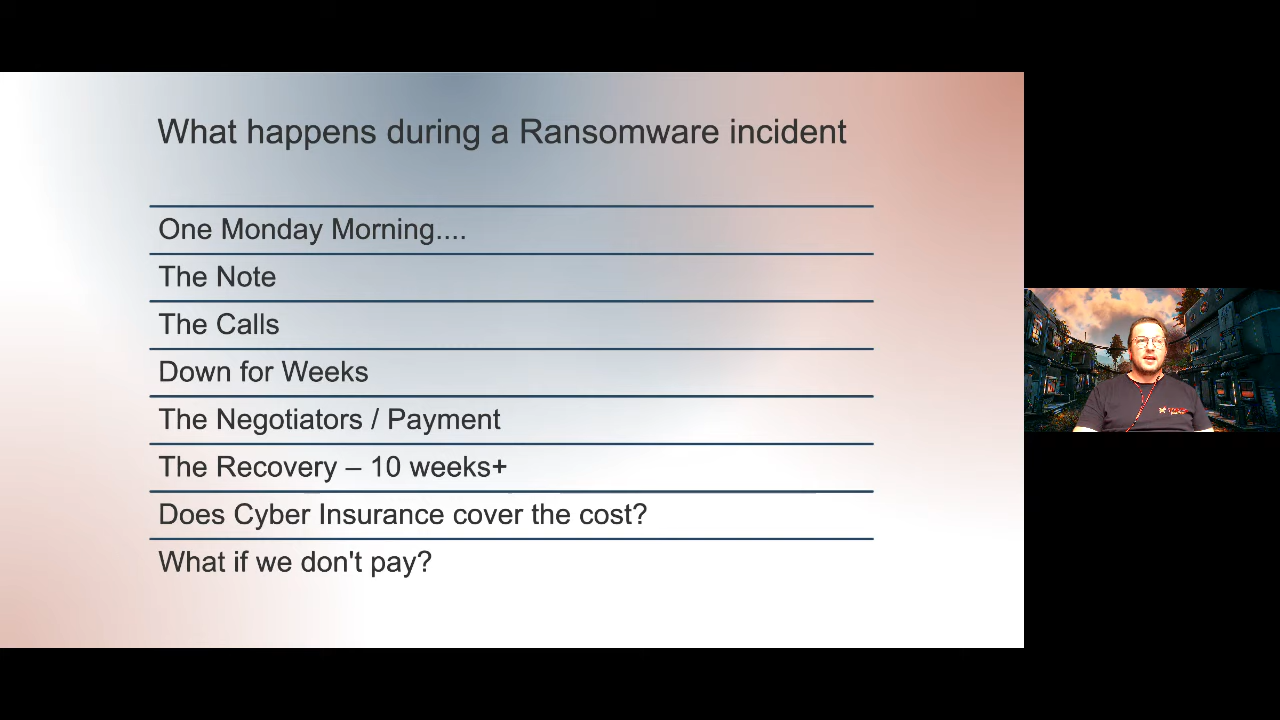 What happens during a Ransomware incident
One Monday Morning....
The Note
The Calls
Down for Weeks
The Negotiators / Payment
The Recovery – 10 weeks+
Does Cyber Insurance cover the cost?
What if we don't pay?